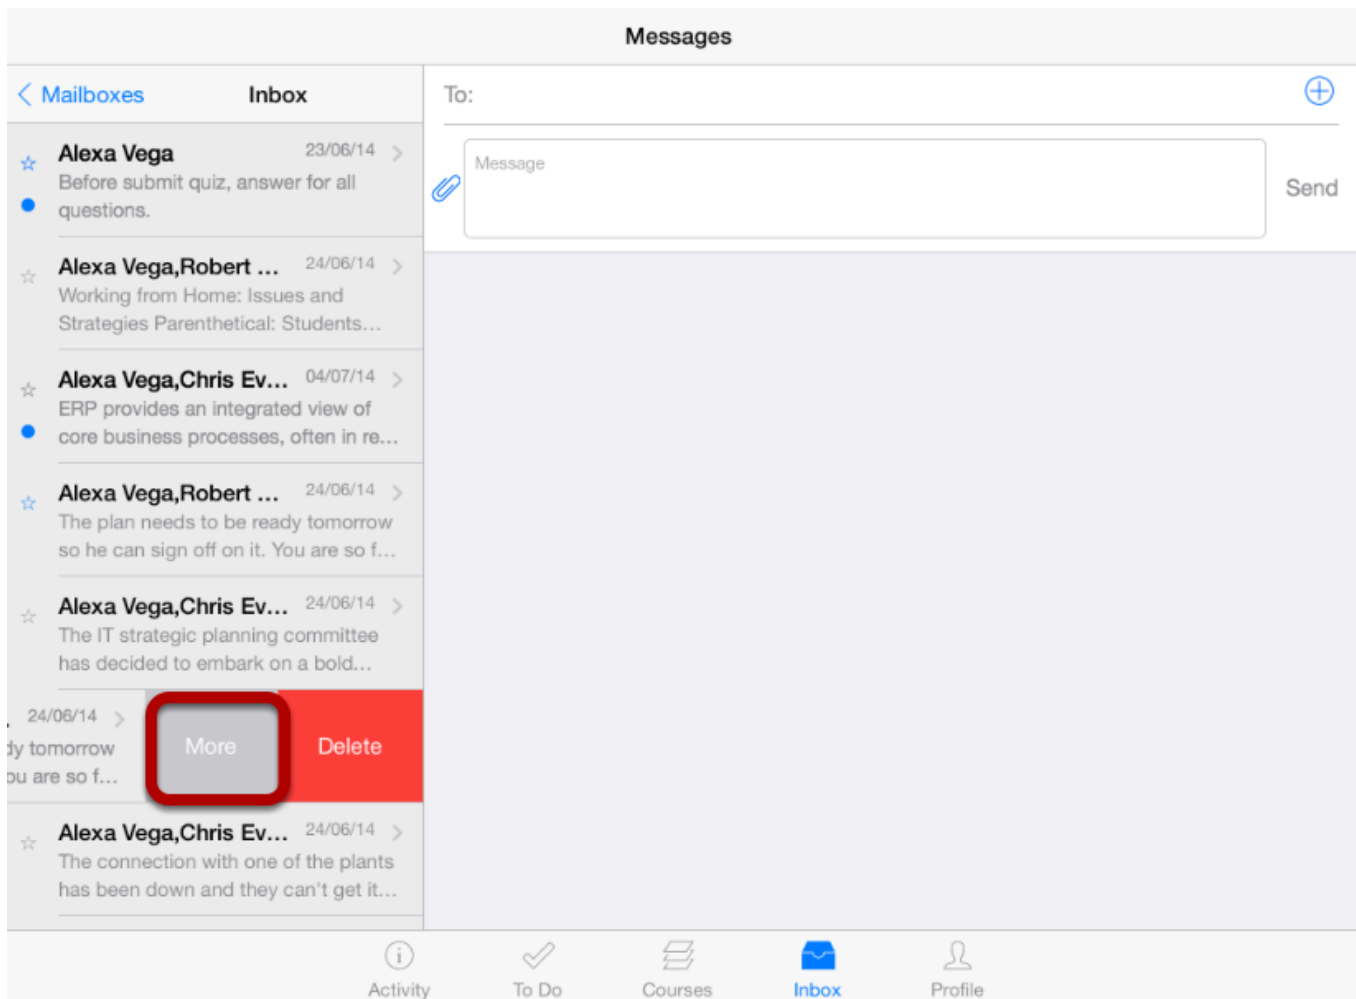 Messages
Mailboxes
Inbox
Alexa Vega 23/06/14
Before submit quiz, answer for all
questions.
Alexa Vega,Robert ... 24/06/14
Working from Home: Issues and
Strategies Parenthetical: Students...
Alexa Vega,Chris Ev... 04/07/14
ERP provides an integrated view of
core business processes, often in re...
Alexa Vega,Robert ... 24/06/14
The plan needs to be ready tomorrow
so he can sign off on it. You are so f...
Alexa Vega,Chris Ev... 24/06/14
The IT strategic planning committee
has decided to embark on a bold...
24/06/14
dy tomorrow
ou are so f...
More
Delete
Alexa Vega,Chris Ev... 24/06/14
The connection with one of the plants
has been down and they can't get it...
To:
Message
Send
Activity
To Do
Courses
Inbox
Profile